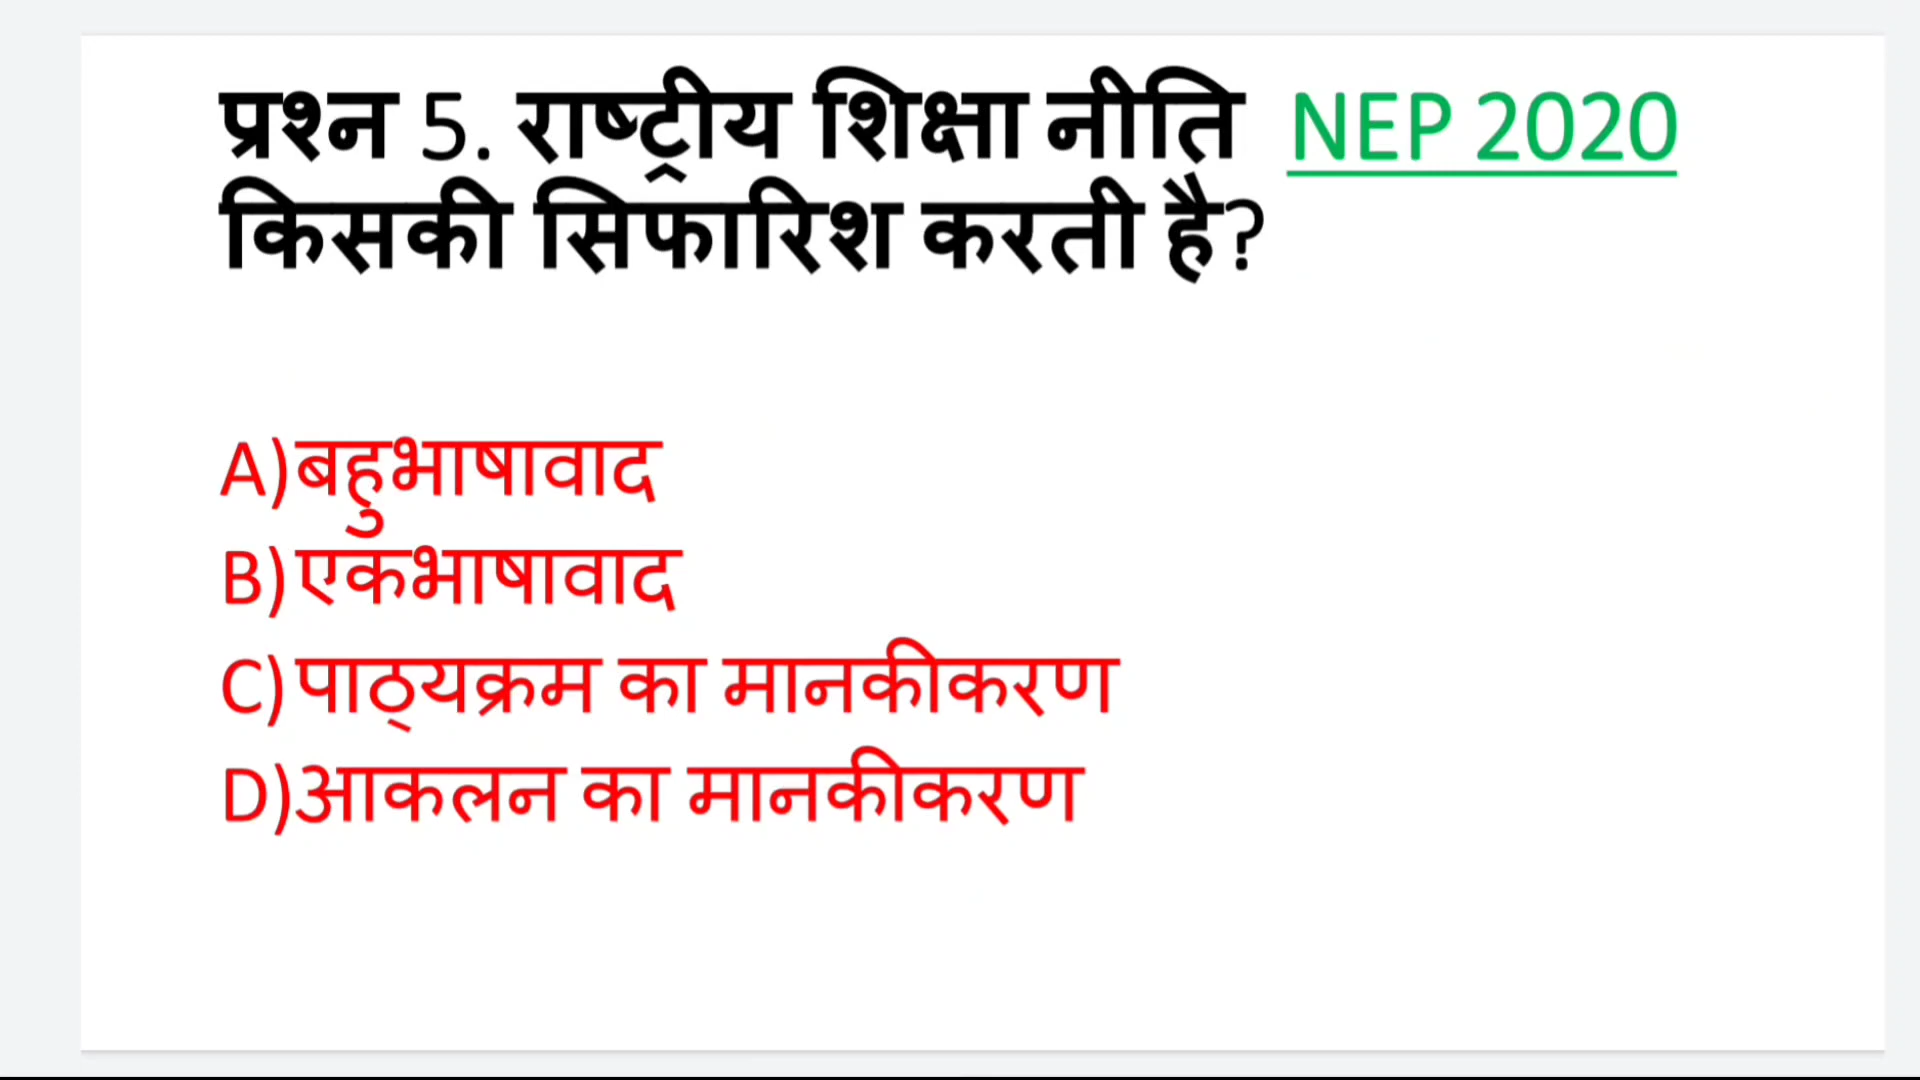 प्रश्न 5. राष्ट्रीय शिक्षा नीति NEP 2020
किसकी सिफारिश करती है?
A)बहुभाषावाद
B)एकभाषावाद
C)पाठ्यक्रम का मानकीकरण
D)आकलन का मानकीकरण